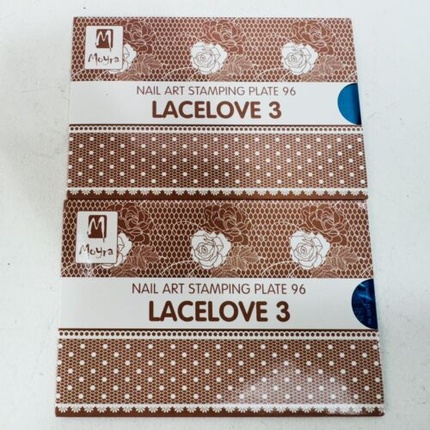 M
Moyra
NAIL ART STAMPING PLATE 96
LACELOVE 3
M
Moyra
NAIL ART STAMPING PLATE 96
LACELOVE 3